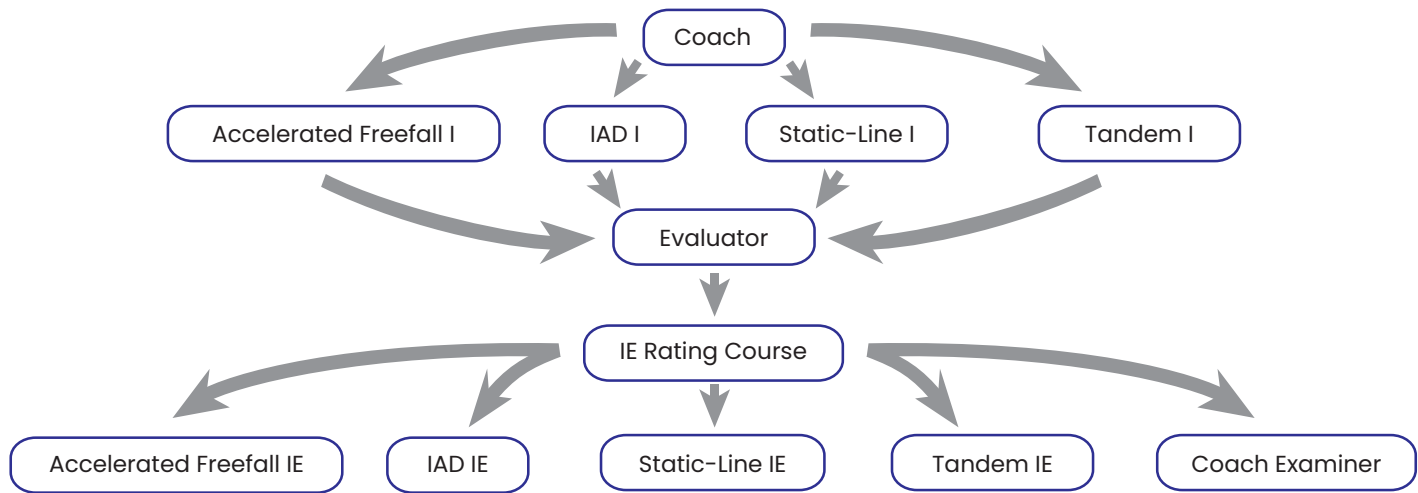 Coach
Accelerated Freefall I
IAD I
Static-Line I
Tandem I
Evaluator
IE Rating Course
Accelerated Freefall IE
IAD IE
Static-Line IE
Tandem IE
Coach Examiner